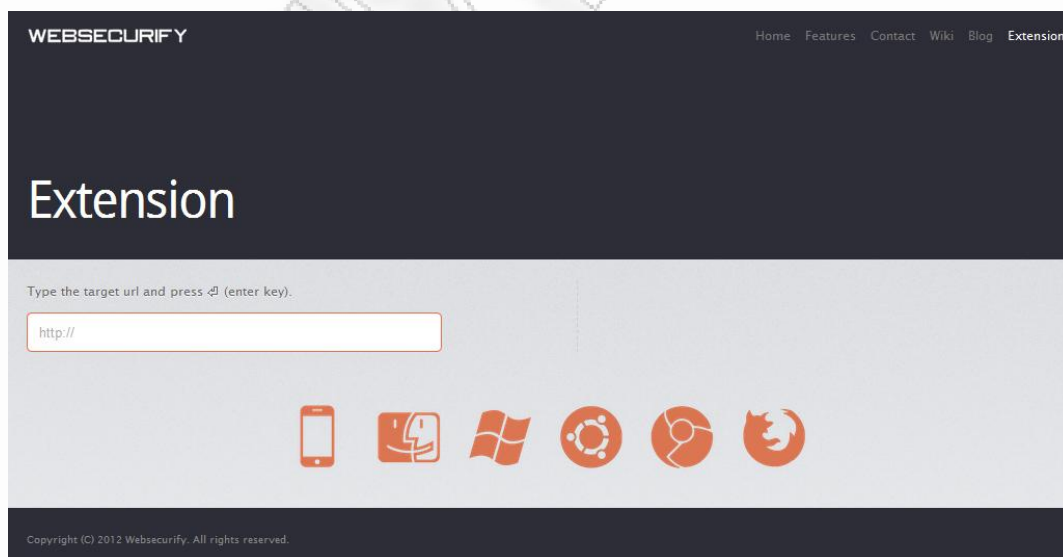 WEBSECURIFY
Home Features Contact Wiki Blog Extension
Extension
Type the target url and press ⏎ (enter key).
http://
Copyright (C) 2012 Websecurify. All rights reserved.